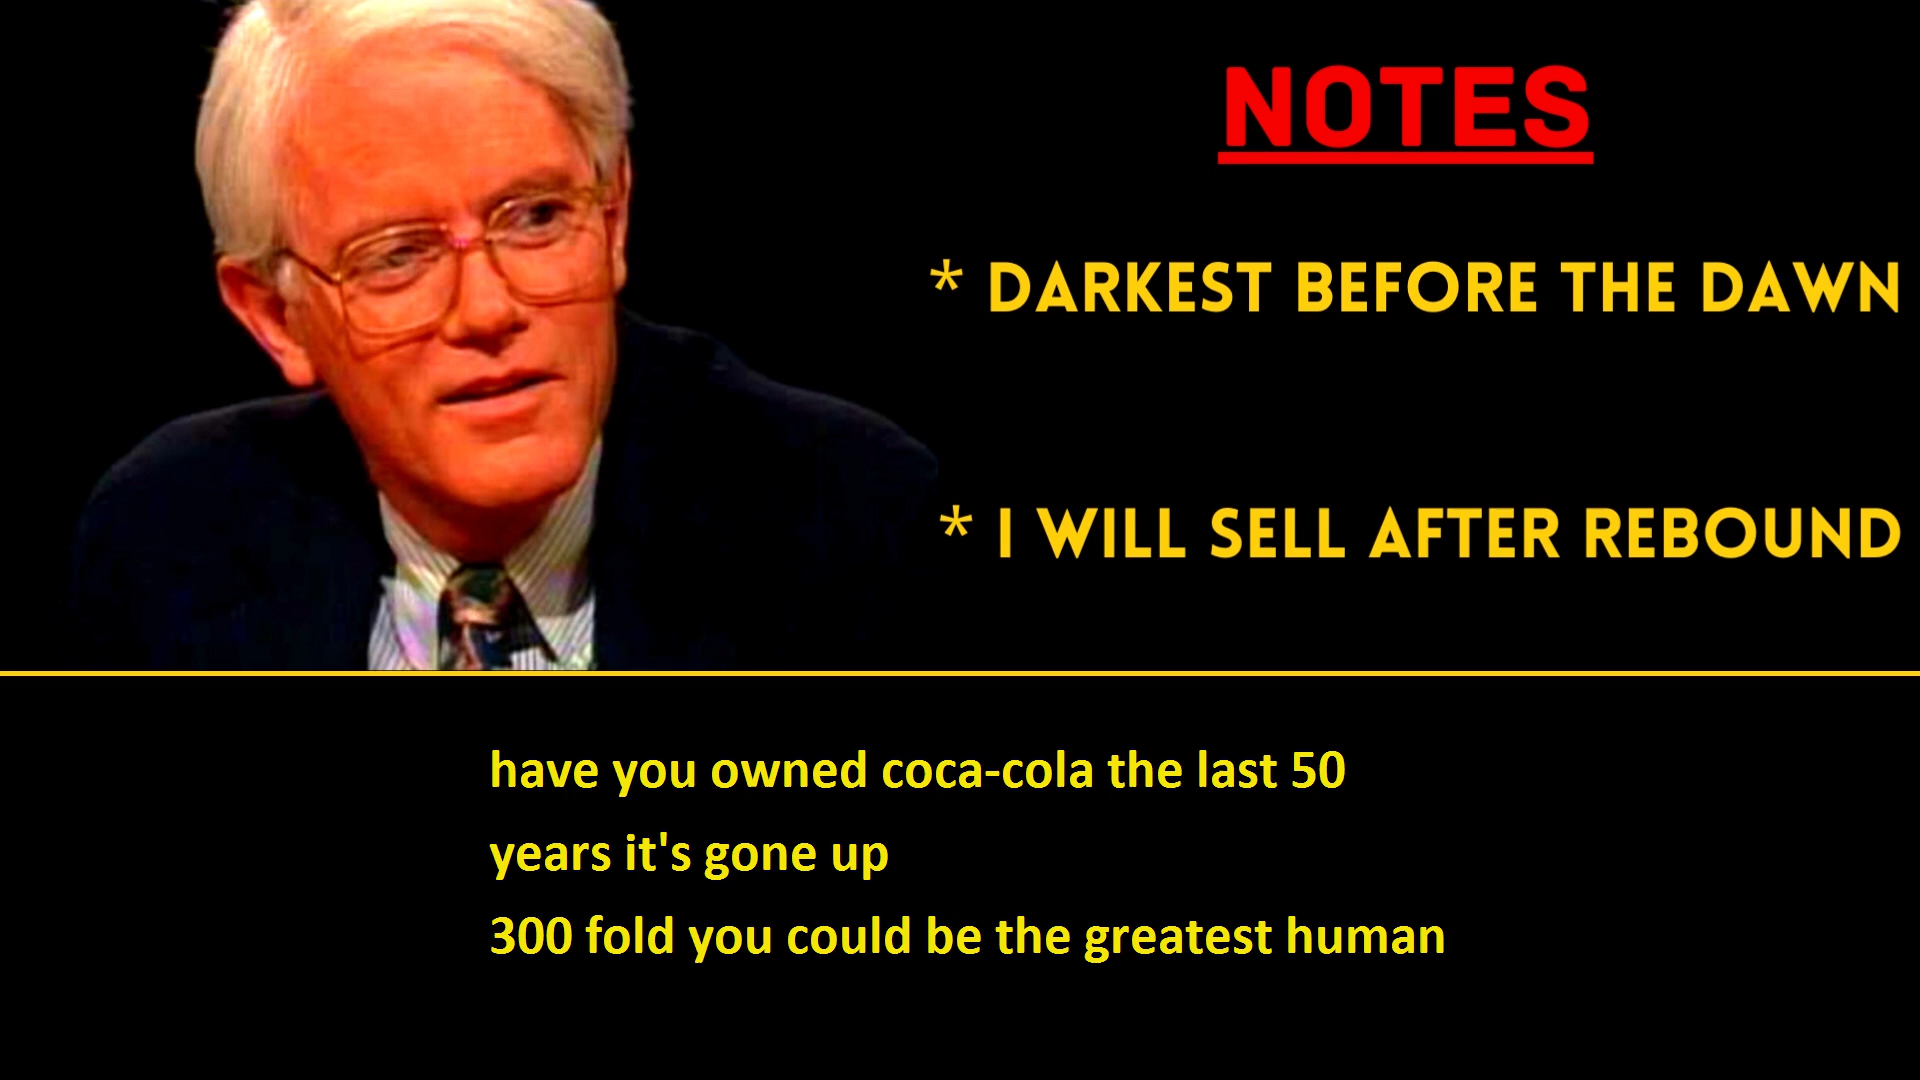 NOTES
* DARKEST BEFORE THE DAWN
* I WILL SELL AFTER REBOUND
have you owned coca-cola the last 50
years it's gone up
300 fold you could be the greatest human